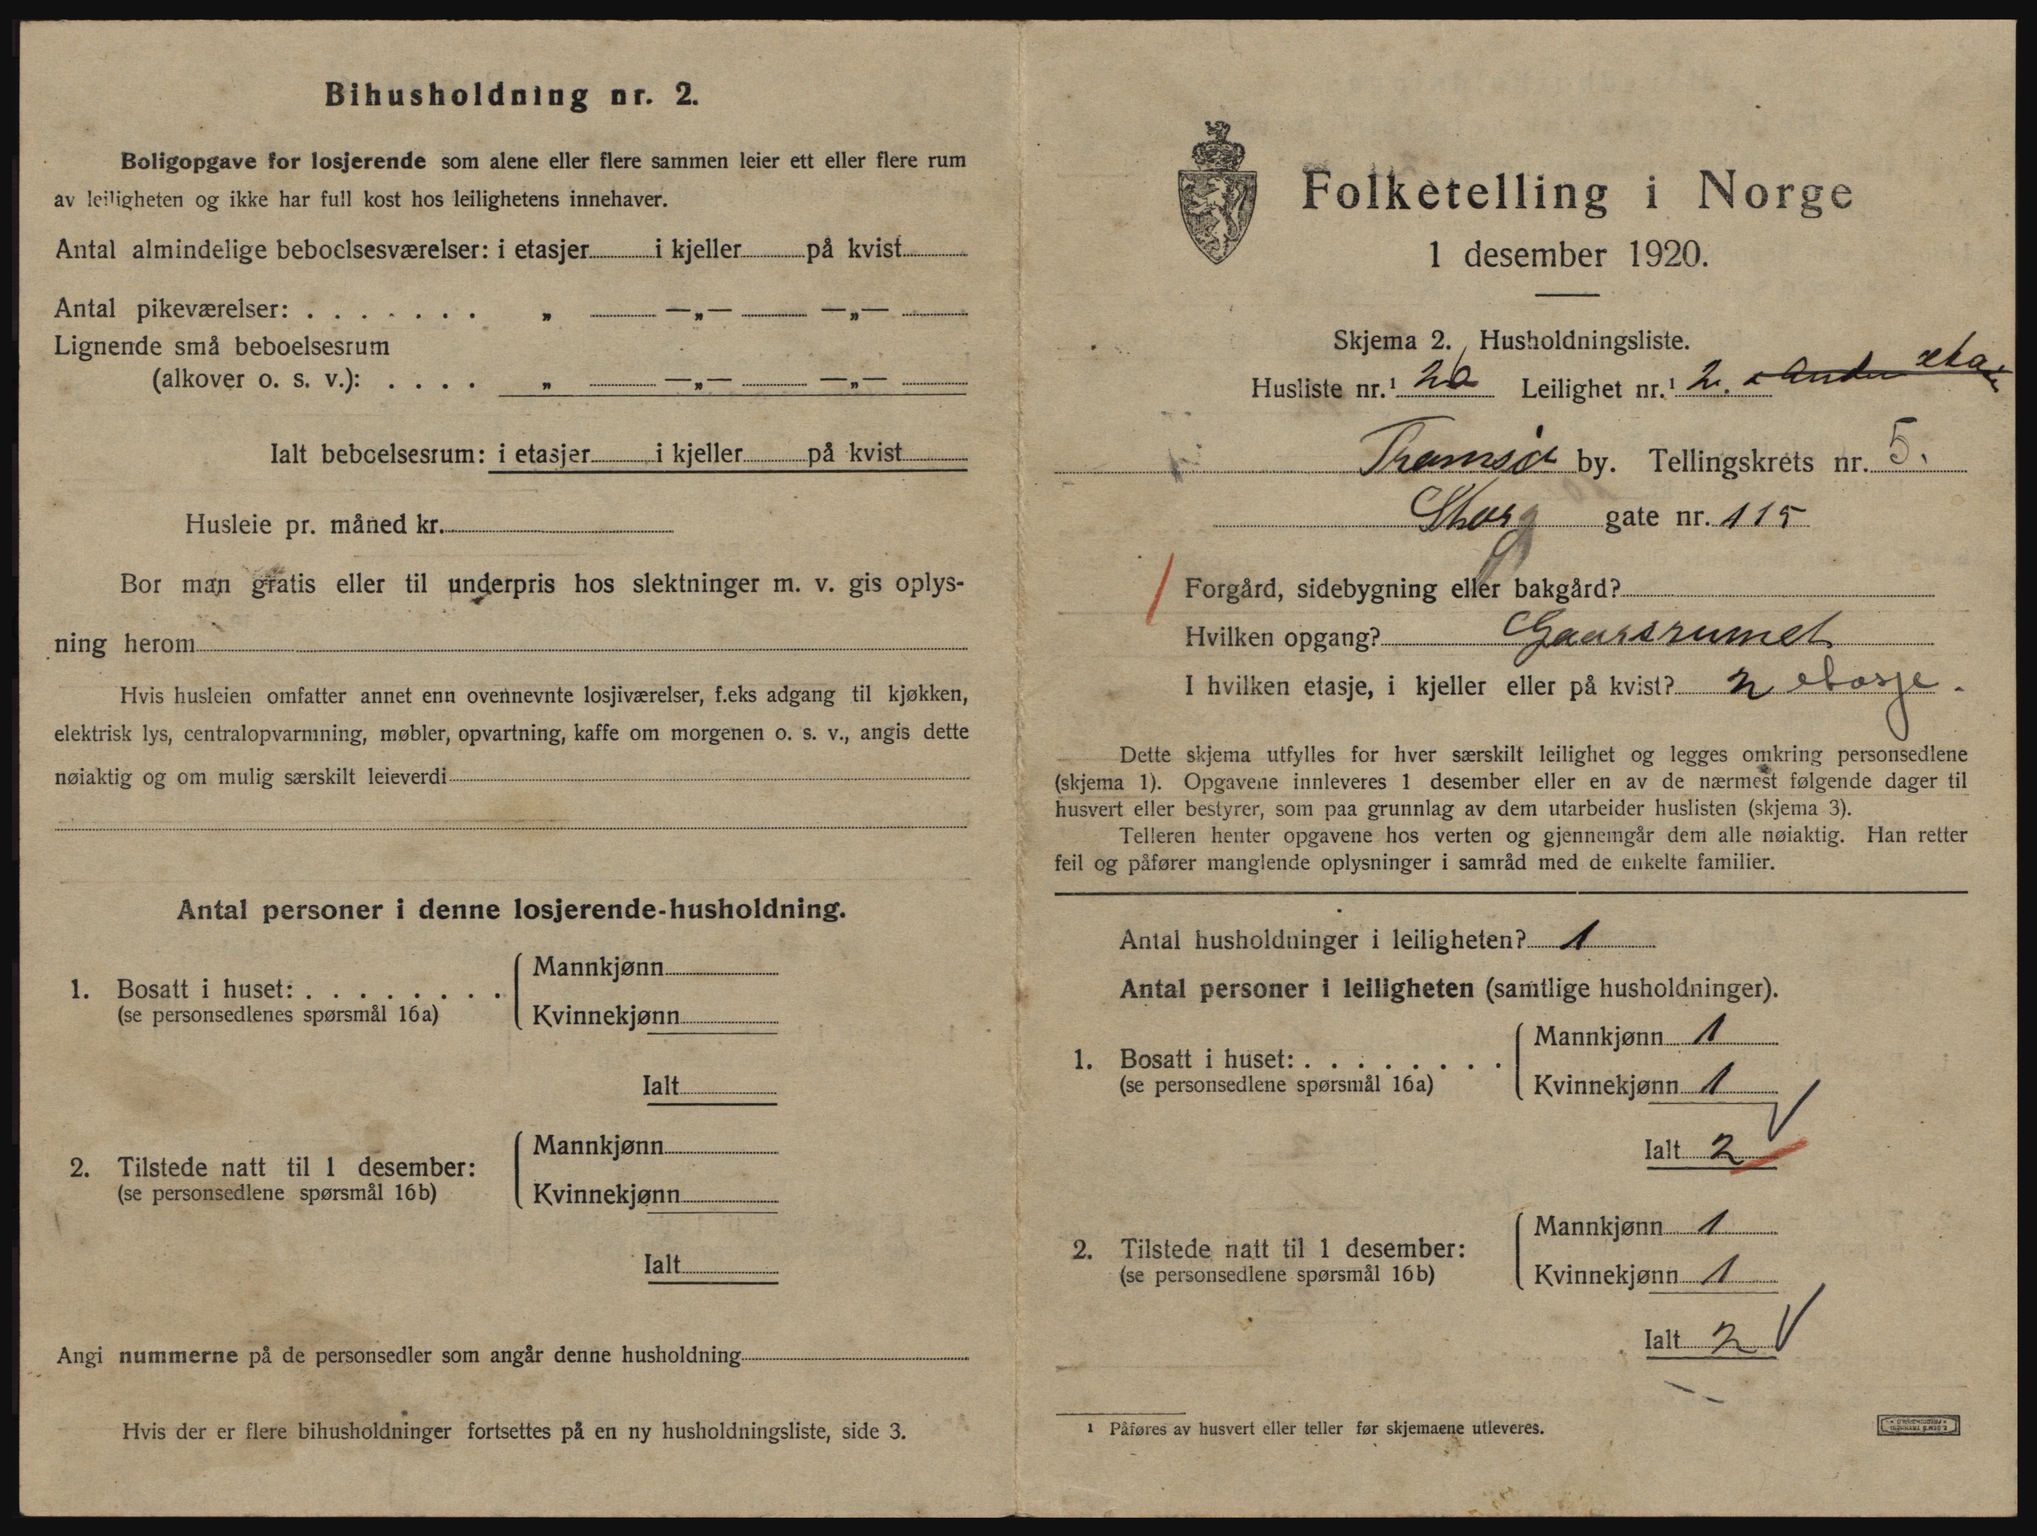 Bihusholdning nr. 2.
Boligopgave for losjerende som alene eller flere sammen leier ett eller flere rum
av leiligheten og ikke har full kost hos leilighetens innehaver.
Antal almindelige beboelsesværelser: i etasjer i kjeller på kvist
Antal pikeværelser: . . . . . . . „ —„— —„—
Lignende små beboelsesrum
(alkover o. s. v.): . . . . „ —„— —„—
Ialt beboelsesrum: i etasjer i kjeller på kvist
Husleie pr. måned kr.
Bor man gratis eller til underpris hos slektninger m. v. gis oplys-
ning herom
Hvis husleien omfatter annet enn ovennevnte losjiværelser, f.eks adgang til kjøkken,
elektrisk lys, centralopvarmning, møbler, opvartning, kaffe om morgenen o. s. v., angis dette
nøiaktig og om mulig særskilt leieverdi
Antal personer i denne losjerende-husholdning.
1. Bosatt i huset: . . . . . . . .
(se personsedlenes spørsmål 16a)
Mannkjønn
Kvinnekjønn
Ialt
2. Tilstede natt til 1 desember:
(se personsedlene spørsmål 16b)
Mannkjønn
Kvinnekjønn
Ialt
Angi nummerne på de personsedler som angår denne husholdning
Hvis der er flere bihusholdninger fortsettes på en ny husholdningsliste, side 3.
Folketelling i Norge
1 desember 1920.
Skjema 2. Husholdningsliste.
Husliste nr.¹ 20 Leilighet nr.¹ 2.
Tromsø by. Tellingskrets nr. 5.
Storg gate nr. 115
Forgård, sidebygning eller bakgård?
Hvilken opgang? Gaarsrumet
I hvilken etasje, i kjeller eller på kvist? 2 etasje.
Dette skjema utfylles for hver særskilt leilighet og legges omkring personsedlene
(skjema 1). Opgavene innleveres 1 desember eller en av de nærmest følgende dager til
husvert eller bestyrer, som paa grunnlag av dem utarbeider huslisten (skjema 3).
Telleren henter opgavene hos verten og gjennemgår dem alle nøiaktig. Han retter
feil og påfører manglende oplysninger i samråd med de enkelte familier.
Antal husholdninger i leiligheten? 1
Antal personer i leiligheten (samtlige husholdninger).
1. Bosatt i huset: . . . . . . . .
(se personsedlene spørsmål 16a)
Mannkjønn 1
Kvinnekjønn 1
Ialt 2
2. Tilstede natt til 1 desember:
(se personsedlene spørsmål 16b)
Mannkjønn 1
Kvinnekjønn 1
Ialt 2
¹ Påføres av husvert eller teller før skjemaene utleveres.